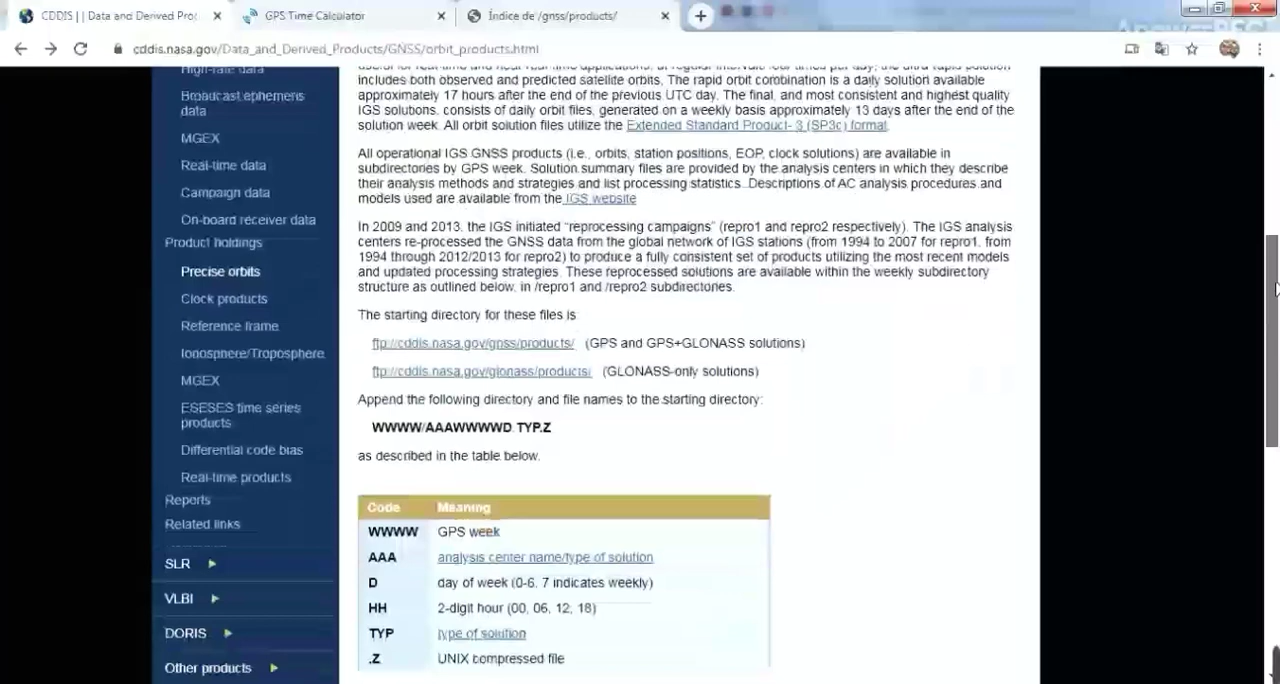 CDDIS | | Data and Derived Pro
GPS Time Calculator
Índice de /gnss/products/
cddis.nasa.gov/Data_and_Derived_Products/GNSS/orbit_products.html
High-rate data
Broadcast ephemeris
data
MGEX
Real-time data
Campaign data
On-board receiver data
Product holdings
Precise orbits
Clock products
Reference frame
Ionosphere/Troposphere
MGEX
ESESES time series
products
Differential code bias
Real-time products
Reports
Related links
SLR
VLBI
DORIS
Other products
includes both observed and predicted satellite orbits. The rapid orbit combination is a daily solution available
approximately 17 hours after the end of the previous UTC day. The final, and most consistent and highest quality
IGS solutions, consists of daily orbit files, generated on a weekly basis approximately 13 days after the end of the
solution week. All orbit solution files utilize the Extended Standard Product- 3 (SP3c) format.
All operational IGS GNSS products (i.e., orbits, station positions, EOP, clock solutions) are available in
subdirectories by GPS week. Solution summary files are provided by the analysis centers in which they describe
their analysis methods and strategies and list processing statistics. Descriptions of AC analysis procedures and
models used are available from the IGS website
In 2009 and 2013, the IGS initiated "reprocessing campaigns" (repro1 and repro2 respectively). The IGS analysis
centers re-processed the GNSS data from the global network of IGS stations (from 1994 to 2007 for repro1, from
1994 through 2012/2013 for repro2) to produce a fully consistent set of products utilizing the most recent models
and updated processing strategies. These reprocessed solutions are available within the weekly subdirectory
structure as outlined below, in /repro1 and /repro2 subdirectories.
The starting directory for these files is
ftp://cddis.nasa.gov/gnss/products/ (GPS and GPS+GLONASS solutions)
ftp://cddis.nasa.gov/glonass/products/ (GLONASS-only solutions)
Append the following directory and file names to the starting directory:
WWWW/AAAWWWWD.TYP.Z
as described in the table below.
Code Meaning
WWWW GPS week
AAA analysis center name/type of solution
D day of week (0-6, 7 indicates weekly)
HH 2-digit hour (00, 06, 12, 18)
TYP type of solution
.Z UNIX compressed file